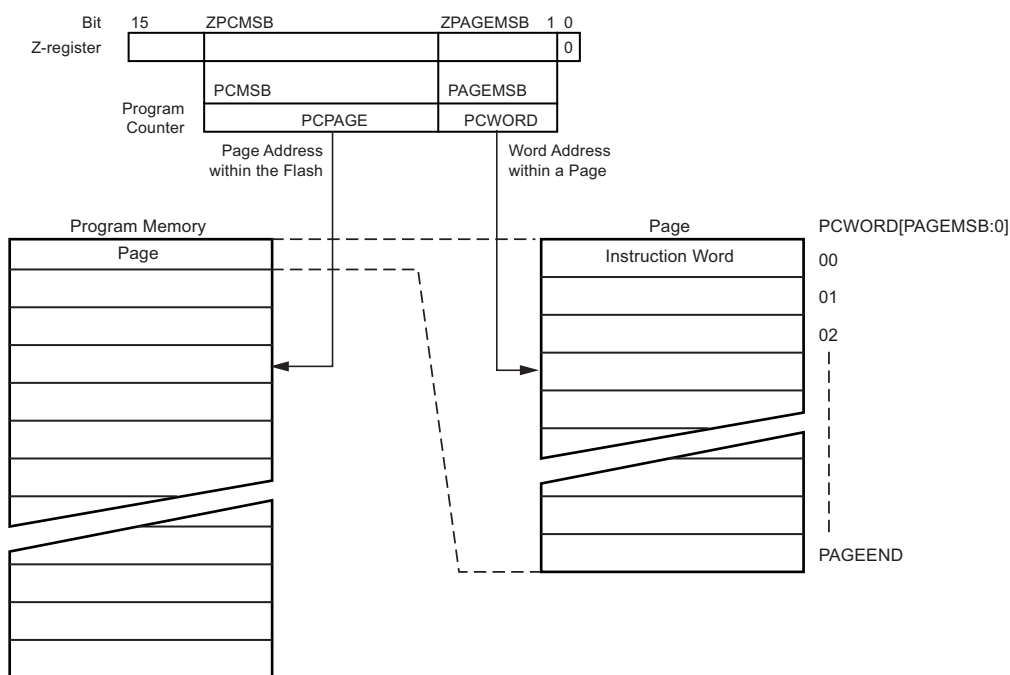 Bit 15 ZPCMSB ZPAGEMSB 1 0
Z-register 0
PCMSB PAGEMSB
Program
Counter
PCPAGE PCWORD
Page Address
within the Flash
Word Address
within a Page
Program Memory
Page
Page
Instruction Word
PCWORD[PAGEMSB:0]
00
01
02
PAGEEND